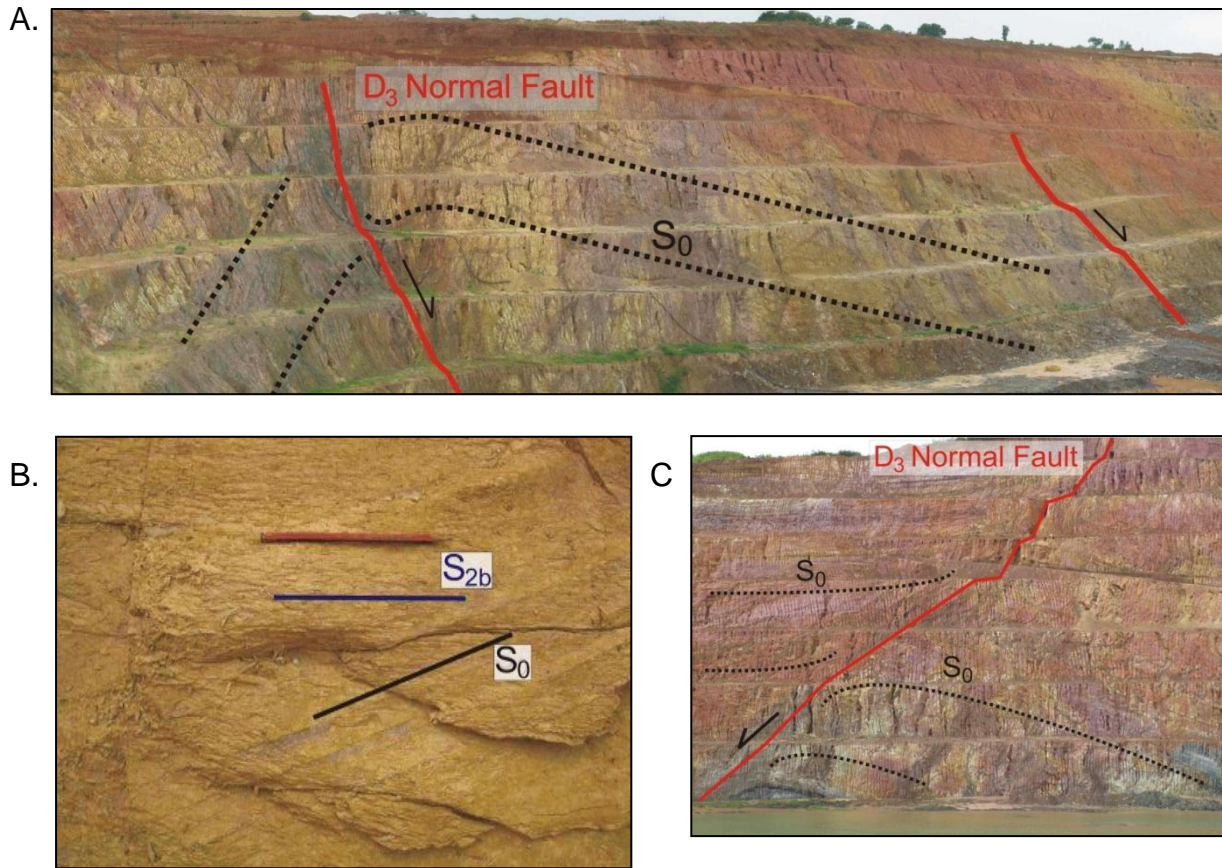 A.
D₃ Normal Fault
S₀
B.
S₂b
S₀
C
D₃ Normal Fault
S₀
S₀